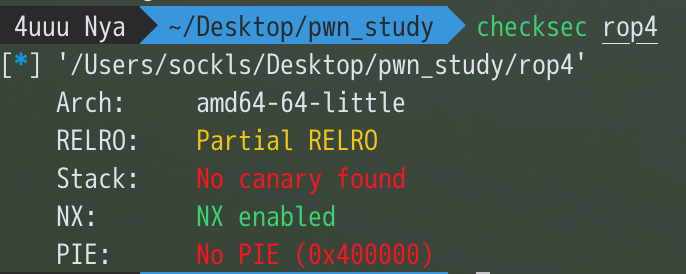 4uuu Nya ~/Desktop/pwn_study checksec rop4
[*] '/Users/sockls/Desktop/pwn_study/rop4'
Arch: amd64-64-little
RELRO: Partial RELRO
Stack: No canary found
NX: NX enabled
PIE: No PIE (0x400000)